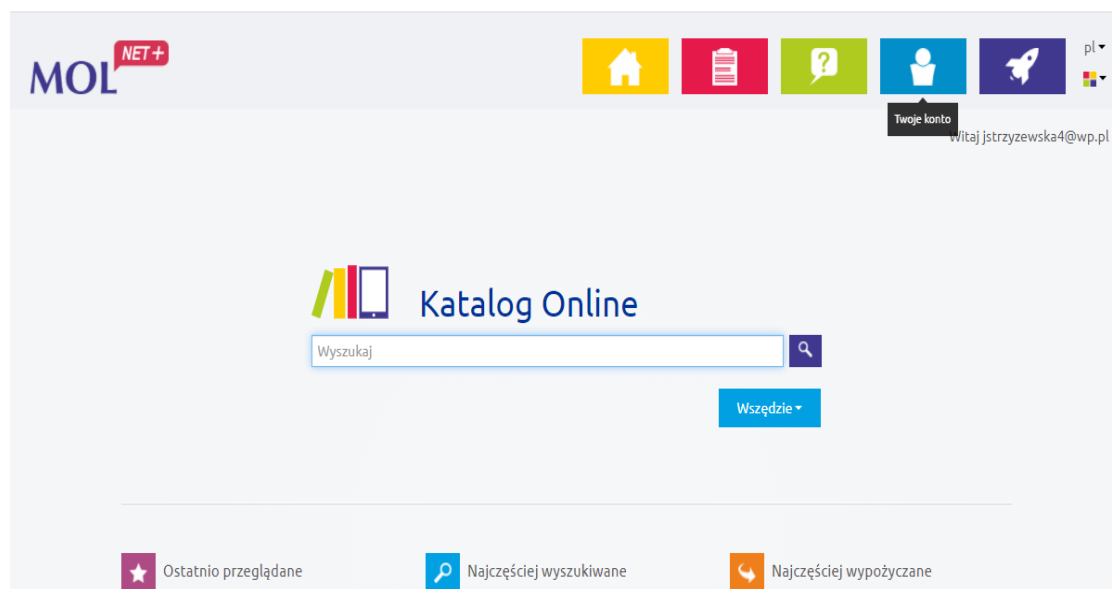 MOL NET+
pl
Twoje konto
Witaj jstrzyzewska4@wp.pl
Katalog Online
Wyszukaj
Wszędzie
Ostatnio przeglądane
Najczęściej wyszukiwane
Najczęściej wypożyczane